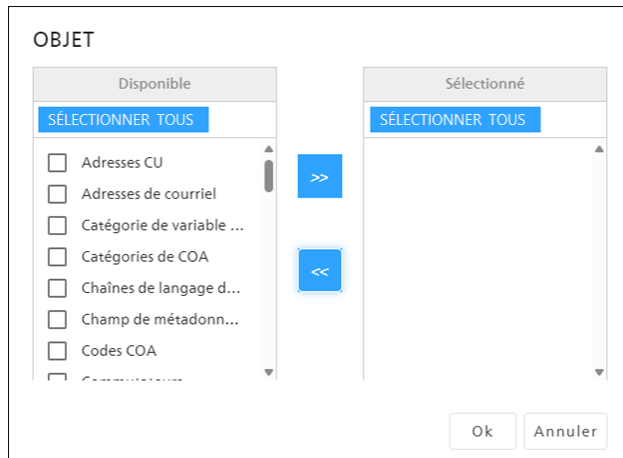 OBJET
Disponible
Sélectionné
SÉLECTIONNER TOUS
SÉLECTIONNER TOUS
Adresses CU
Adresses de courriel
Catégorie de variable ...
Catégories de COA
Chaînes de langage d...
Champ de métadonn...
Codes COA
>>
<<
Ok
Annuler